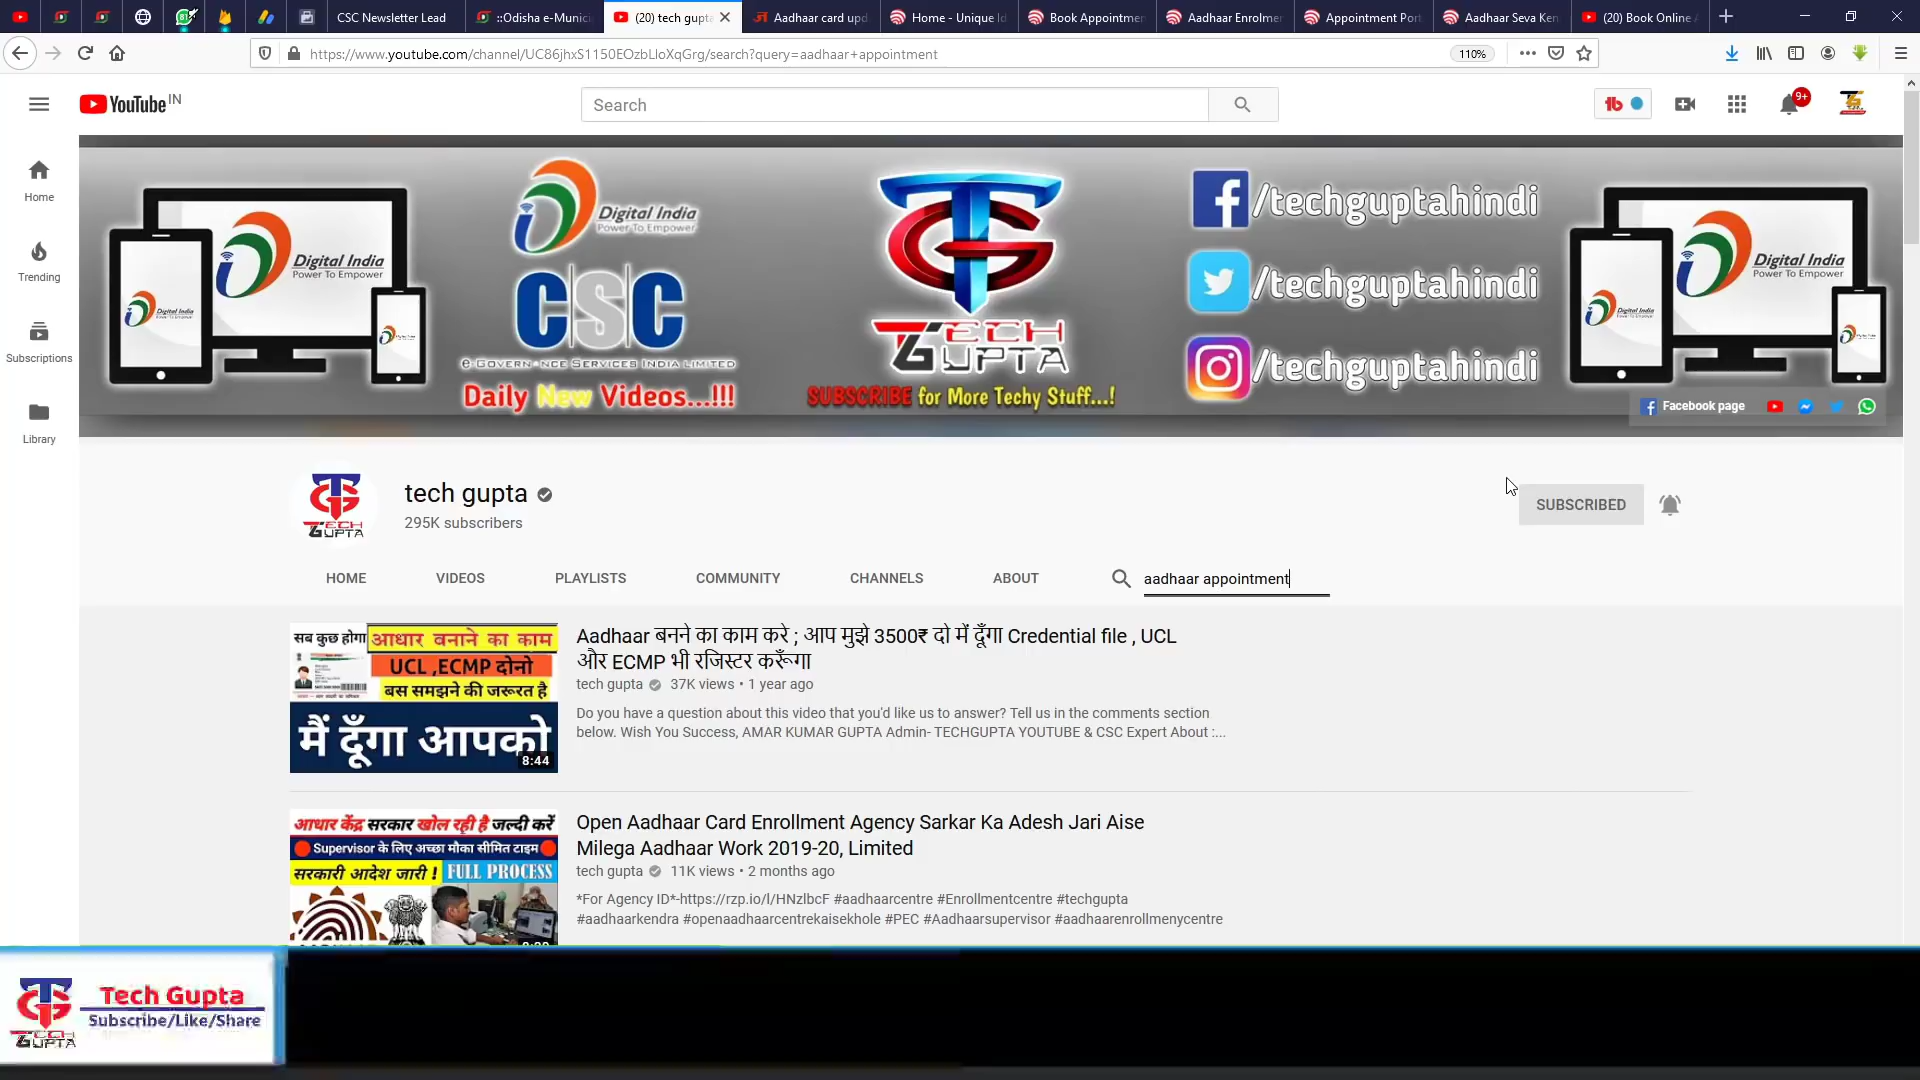 CSC Newsletter Lead
::Odisha e-Munici
(20) tech gupta
Aadhaar card upd
Home - Unique Id
Book Appointmen
Aadhaar Enrolmen
Appointment Port
Aadhaar Seva Ken
(20) Book Online A
https://www.youtube.com/channel/UC86jhxS1150EOzbLloXqGrg/search?query=aadhaar+appointment
110%
YouTube IN
Search
9+
Home
Trending
Subscriptions
Library
Digital India
Power To Empower
Digital India
Power To Empower
CSC
e-GOVERNANCE SERVICES INDIA LIMITED
Daily New Videos...!!!
TECH
GUPTA
SUBSCRIBE for More Techy Stuff...!
/techguptahindi
/techguptahindi
/techguptahindi
Digital India
Power To Empower
Facebook page
tech gupta
295K subscribers
SUBSCRIBED
HOME
VIDEOS
PLAYLISTS
COMMUNITY
CHANNELS
ABOUT
aadhaar appointment
सब कुछ होगा
आधार बनाने का काम
UCL ,ECMP दोनो
बस समझने की जरूरत है
मैं दूँगा आपको
8:44
Aadhaar बनने का काम करे ; आप मुझे 3500₹ दो में दूँगा Credential file , UCL
और ECMP भी रजिस्टर करूँगा
tech gupta 37K views • 1 year ago
Do you have a question about this video that you'd like us to answer? Tell us in the comments section
below. Wish You Success, AMAR KUMAR GUPTA Admin- TECHGUPTA YOUTUBE & CSC Expert About :...
आधार केंद्र सरकार खोल रही है जल्दी करें
Supervisor के लिए अच्छा मौका सीमित टाइम
सरकारी आदेश जारी ! FULL PROCESS
Open Aadhaar Card Enrollment Agency Sarkar Ka Adesh Jari Aise
Milega Aadhaar Work 2019-20, Limited
tech gupta 11K views • 2 months ago
*For Agency ID*-https://rzp.io/l/HNzlbcF #aadhaarcentre #Enrollmentcentre #techgupta
#aadhaarkendra #openaadhaarcentrekaisekhole #PEC #Aadhaarsupervisor #aadhaarenrollmenycentre
TECH
GUPTA
Tech Gupta
Subscribe/Like/Share